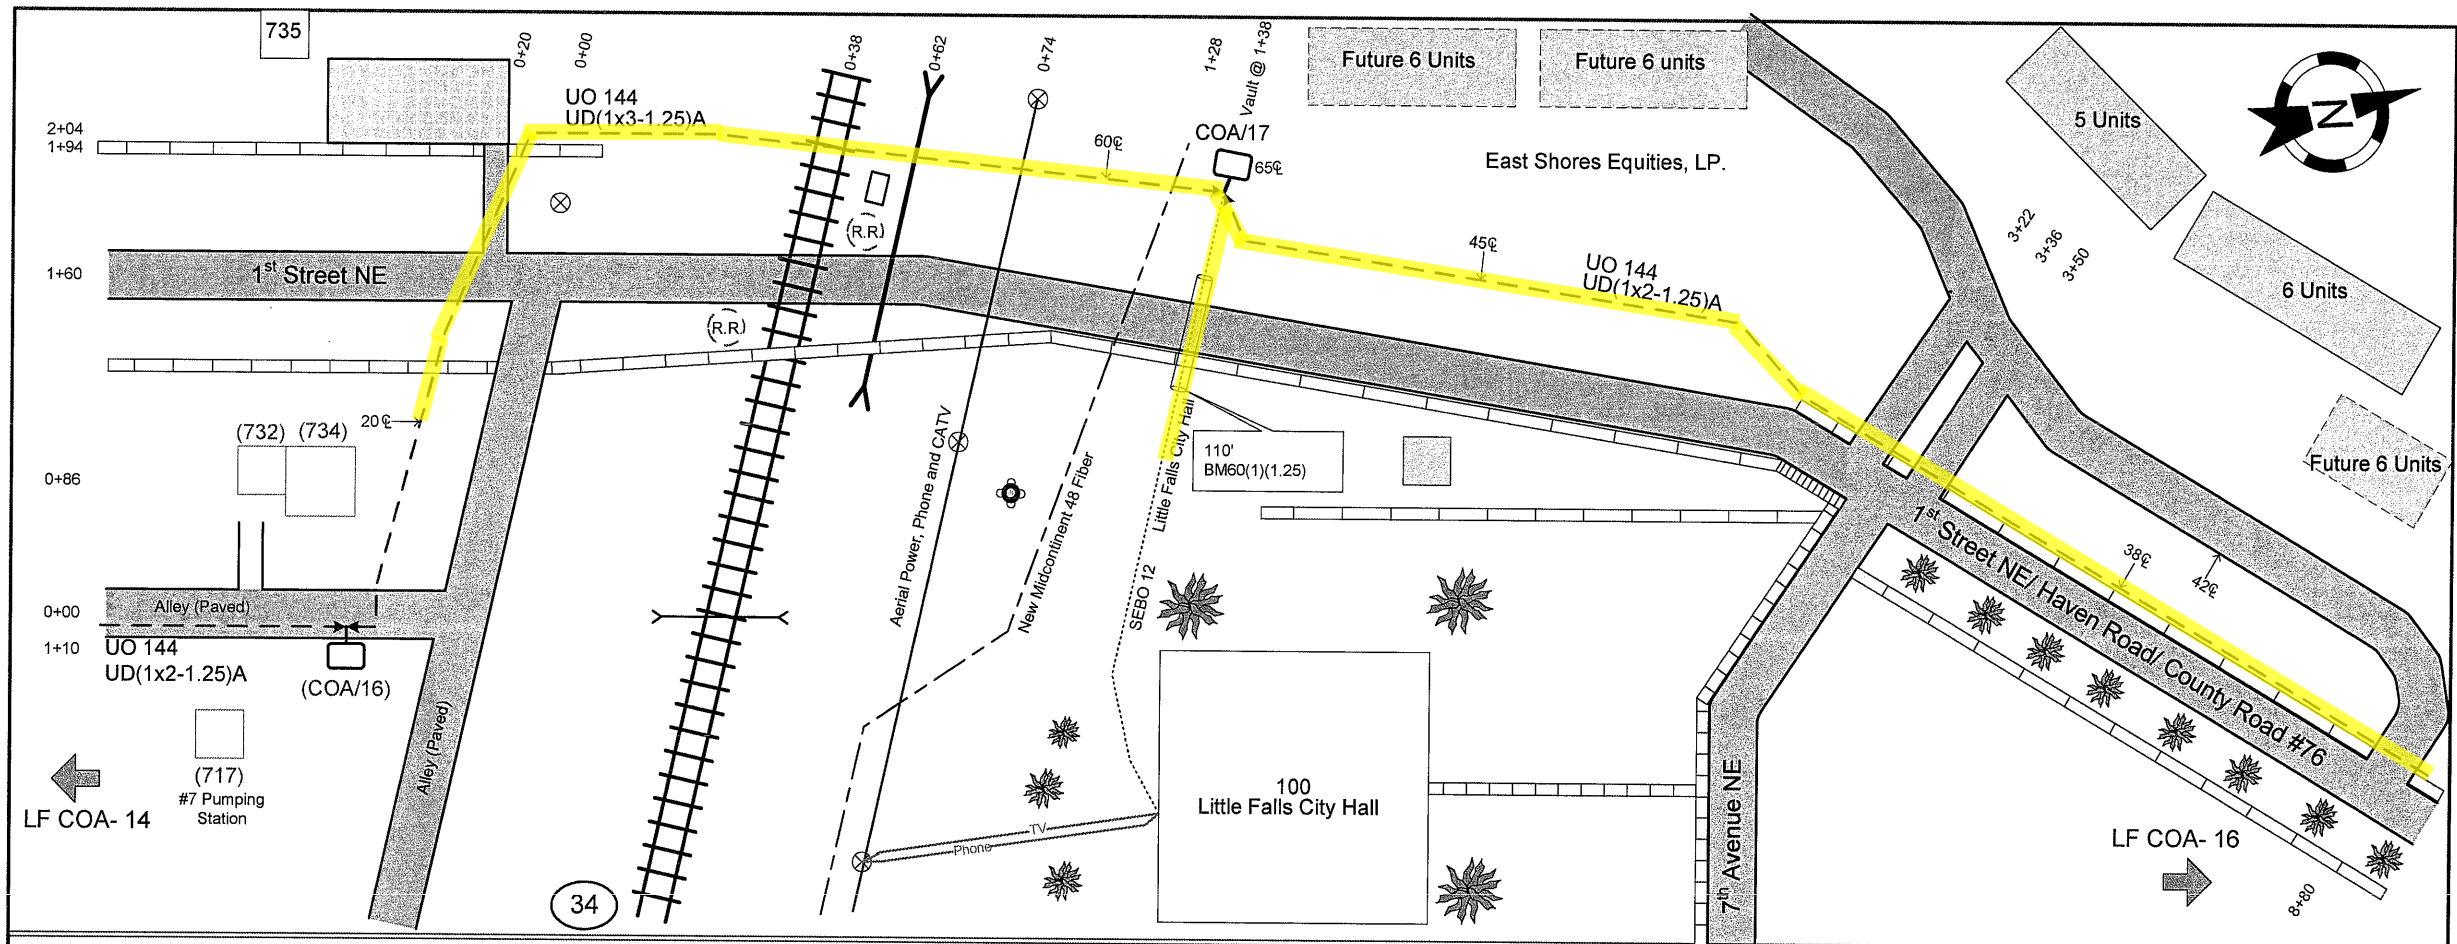 735
0+20
0+00
0+38
0+62
0+74
1+28
Vault @ 1+38
Future 6 Units
Future 6 units
5 Units
N
UO 144
UD(1x3-1.25)A
2+04
1+94
60℄
COA/17
65℄
East Shores Equities, LP.
3+22
3+36
3+50
6 Units
(R.R)
1+60
1st Street NE
45℄
UO 144
UD(1x2-1.25)A
(R.R)
20℄
(732)
(734)
0+86
Aerial Power, Phone and CATV
New Midcontinent 48 Fiber
SEBO 12
Little Falls City Hall
110'
BM60(1)(1.25)
Future 6 Units
1st Street NE/ Haven Road/ County Road #76
38℄
42℄
0+00
Alley (Paved)
1+10
UO 144
UD(1x2-1.25)A
(COA/16)
Alley (Paved)
(717)
#7 Pumping
Station
LF COA- 14
100
Little Falls City Hall
TV
Phone
7th Avenue NE
LF COA- 16
8+80
34